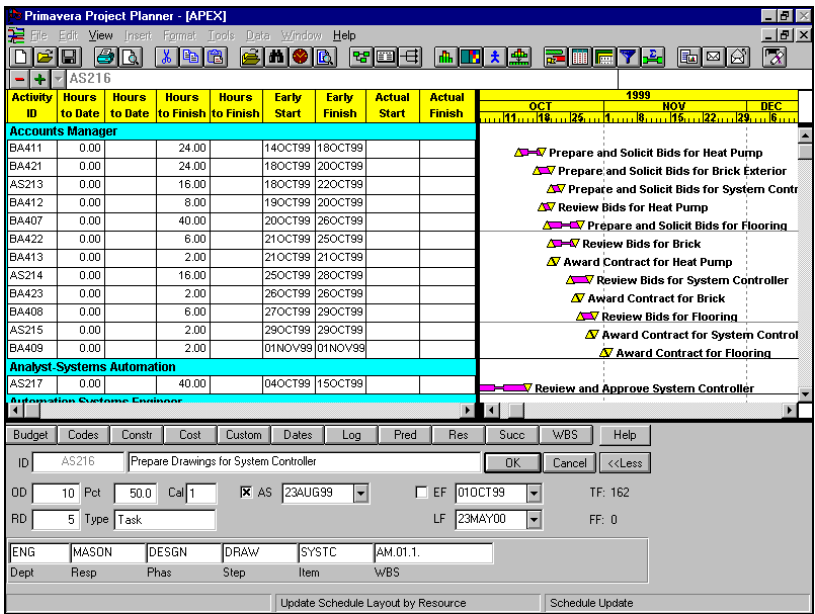 Primavera Project Planner - [APEX]
File Edit View Insert Format Tools Data Window Help
AS216
Activity ID Hours to Date Hours to Date Hours to Finish Hours to Finish Early Start Early Finish Actual Start Actual Finish
1999
OCT NOV DEC
11 18 25 1 8 15 22 29 6
Accounts Manager
BA411 0.00 24.00 14OCT99 18OCT99 Prepare and Solicit Bids for Heat Pump
BA421 0.00 24.00 18OCT99 20OCT99 Prepare and Solicit Bids for Brick Exterior
AS213 0.00 16.00 18OCT99 22OCT99 Prepare and Solicit Bids for System Contr
BA412 0.00 8.00 19OCT99 20OCT99 Review Bids for Heat Pump
BA407 0.00 40.00 20OCT99 26OCT99 Prepare and Solicit Bids for Flooring
BA422 0.00 6.00 21OCT99 25OCT99 Review Bids for Brick
BA413 0.00 2.00 21OCT99 21OCT99 Award Contract for Heat Pump
AS214 0.00 16.00 25OCT99 28OCT99 Review Bids for System Controller
BA423 0.00 2.00 26OCT99 26OCT99 Award Contract for Brick
BA408 0.00 6.00 27OCT99 29OCT99 Review Bids for Flooring
AS215 0.00 2.00 29OCT99 29OCT99 Award Contract for System Control
BA409 0.00 2.00 01NOV99 01NOV99 Award Contract for Flooring
Analyst-Systems Automation
AS217 0.00 40.00 04OCT99 15OCT99 Review and Approve System Controller
Automation Systems Engineer
Budget Codes Constr Cost Custom Dates Log Pred Res Succ WBS Help
ID AS216 Prepare Drawings for System Controller OK Cancel <<Less
OD 10 Pct 50.0 Cal 1 AS 23AUG99 EF 01OCT99 TF: 162
RD 5 Type Task LF 23MAY00 FF: 0
ENG MASON DESGN DRAW SYSTC AM.01.1.
Dept Resp Phas Step Item WBS
Update Schedule Layout by Resource Schedule Update